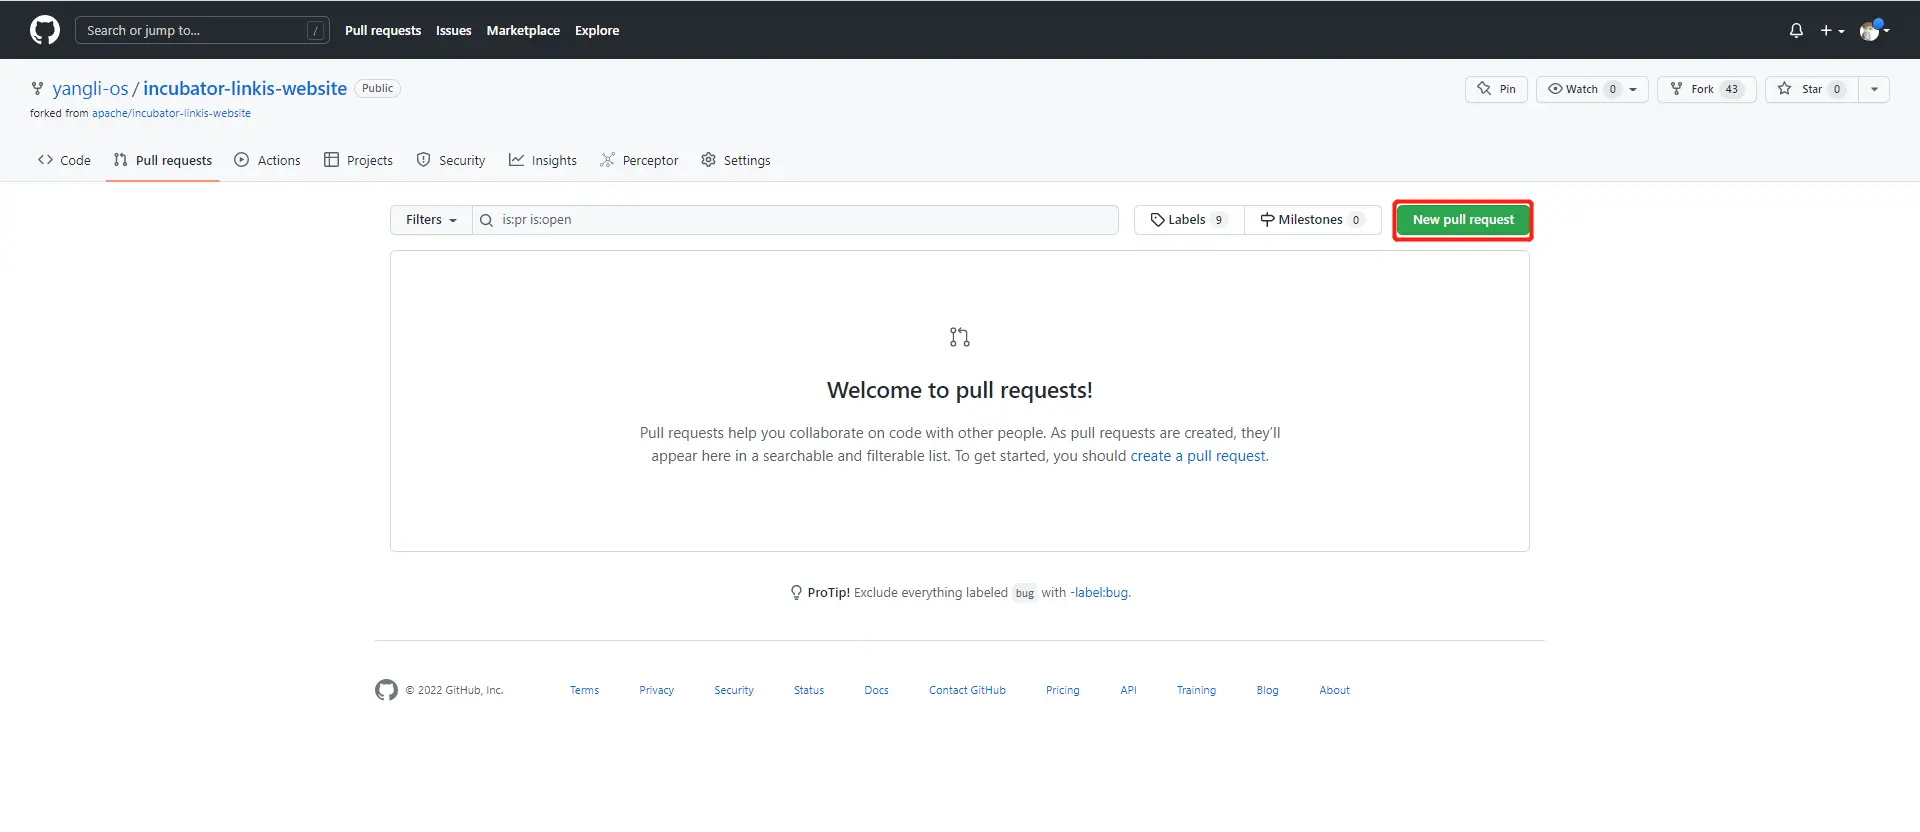 Search or jump to... / Pull requests Issues Marketplace Explore
yangli-os / incubator-linkis-website Public Pin Watch 0 Fork 43 Star 0
forked from apache/incubator-linkis-website
Code Pull requests Actions Projects Security Insights Perceptor Settings
Filters is:pr is:open Labels 9 Milestones 0 New pull request
Welcome to pull requests!
Pull requests help you collaborate on code with other people. As pull requests are created, they'll
appear here in a searchable and filterable list. To get started, you should create a pull request.
ProTip! Exclude everything labeled bug with -label:bug.
© 2022 GitHub, Inc. Terms Privacy Security Status Docs Contact GitHub Pricing API Training Blog About